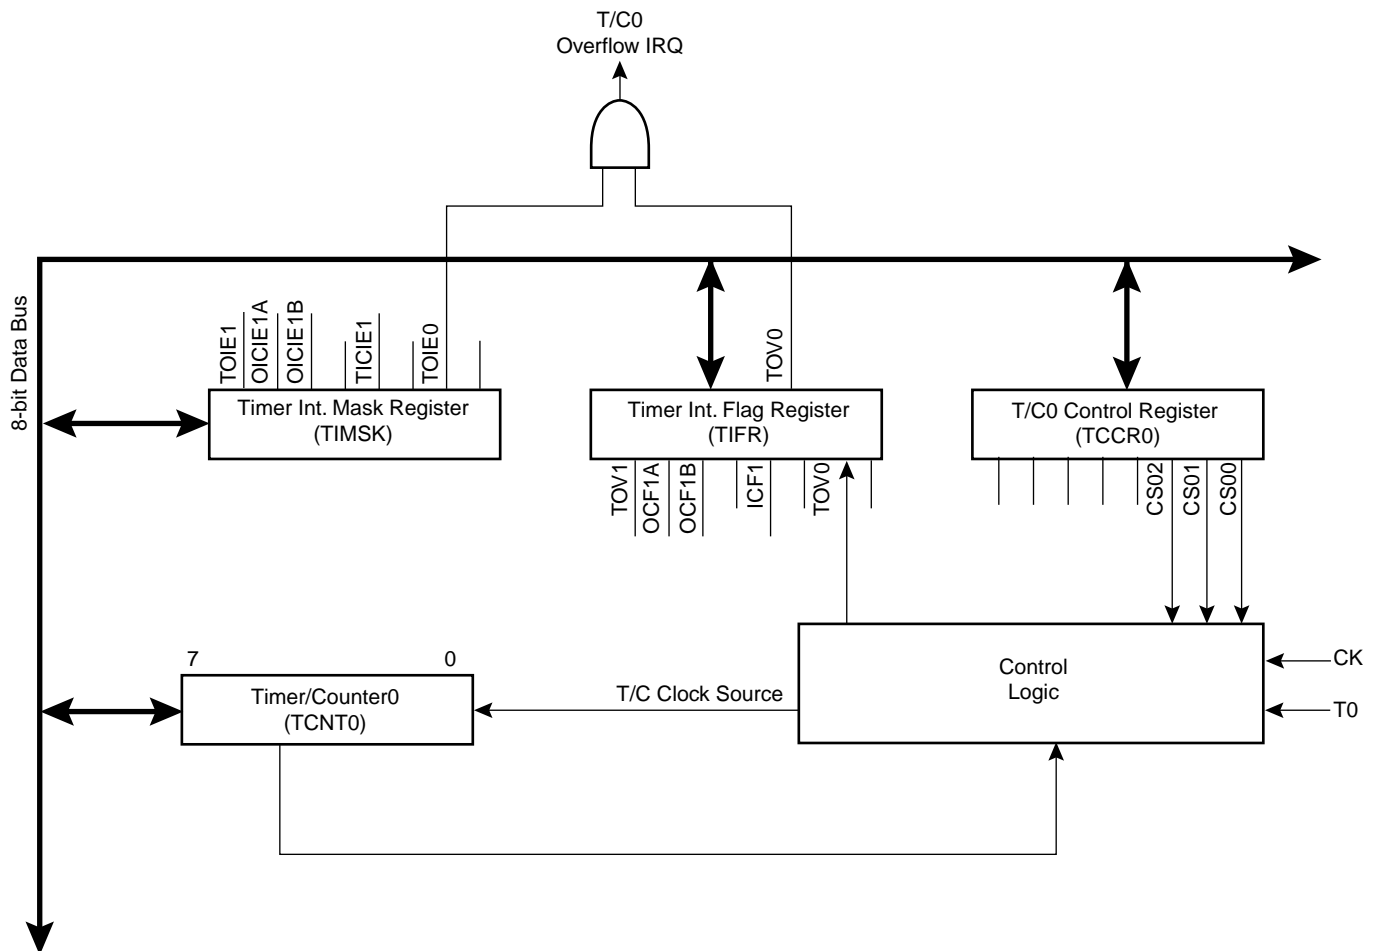 T/C0
Overflow IRQ
8-bit Data Bus
TOIE1
OICIE1A
OICIE1B
TICIE1
TOIE0
TOV0
Timer Int. Mask Register
(TIMSK)
Timer Int. Flag Register
(TIFR)
T/C0 Control Register
(TCCR0)
TOV1
OCF1A
OCF1B
ICF1
TOV0
CS02
CS01
CS00
7
0
Timer/Counter0
(TCNT0)
T/C Clock Source
Control
Logic
CK
T0